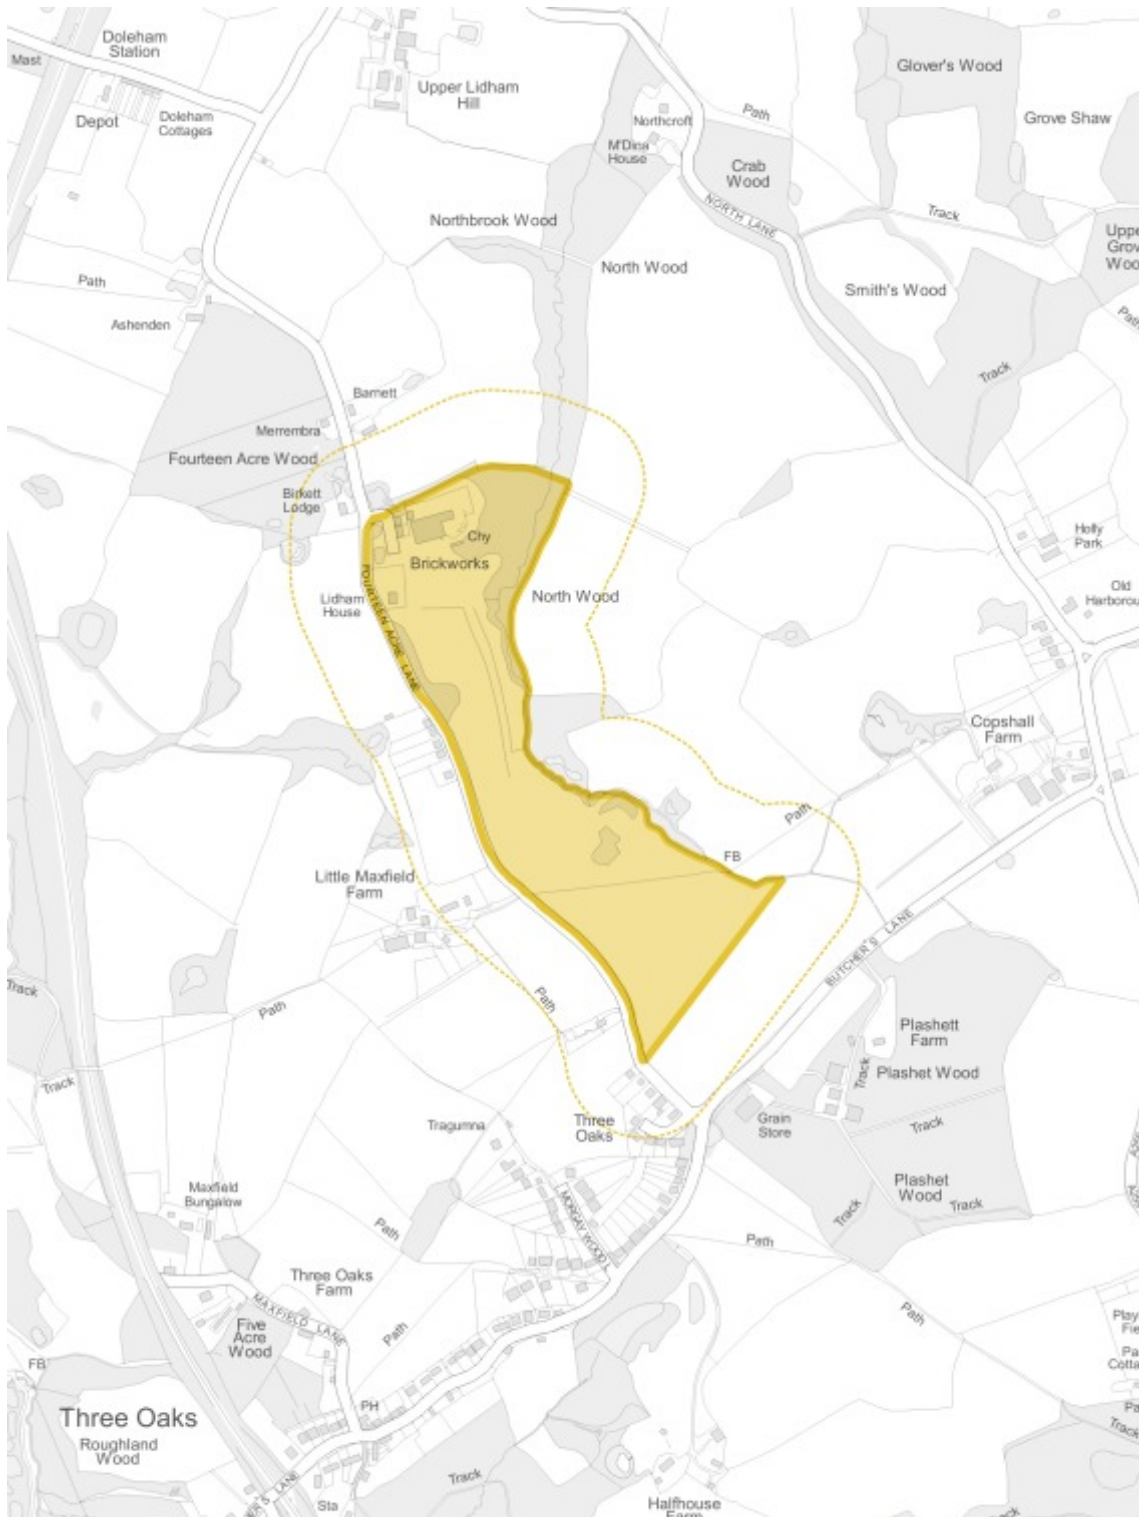 Doleham
Station
Mast
Depot
Doleham
Cottages
Upper Lidham
Hill
Northcroft
M'Dina
House
Path
Glover's Wood
Grove Shaw
Crab
Wood
NORTH LANE
Track
Northbrook Wood
North Wood
Smith's Wood
Path
Ashenden
Track
Path
Barnett
Merrembra
Fourteen Acre Wood
Birkett
Lodge
Chy
Brickworks
Holly
Park
Lidham
House
FOURTEEN ACRE LANE
North Wood
Old
Copshall
Farm
Path
FB
Little Maxfield
Farm
BUTCHER'S LANE
Track
Path
Path
Plashett
Farm
Track
Plashet Wood
Track
Grain
Store
Track
Three
Oaks
Tragumna
Plashet
Wood
Track
Track
Maxfield
Bungalow
MORGAY WOOD L
Path
Path
Three Oaks
Farm
MAXFIELD LANE
Five
Acre
Wood
Path
Path
FB
PH
Three Oaks
Roughland
Wood
Track
Track
Sta
Halfhouse
Farm